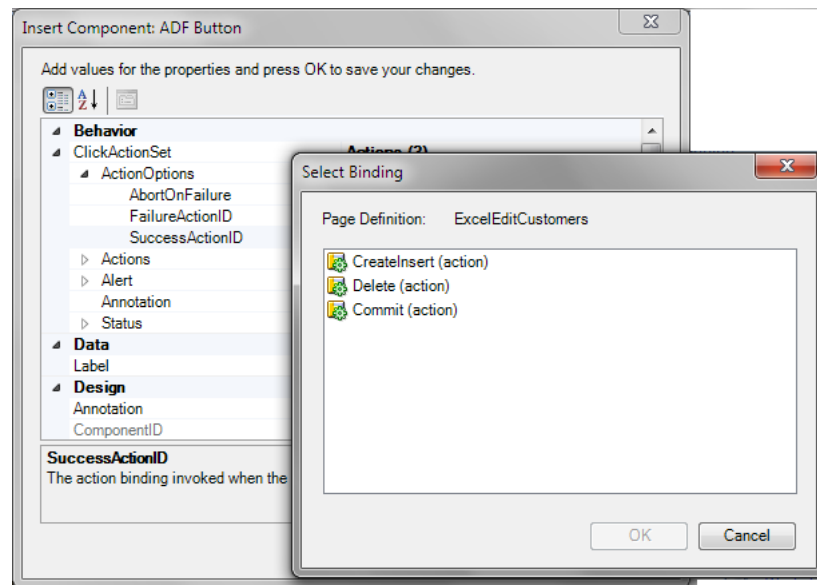 Insert Component: ADF Button
Add values for the properties and press OK to save your changes.
Behavior
ClickActionSet
ActionOptions
AbortOnFailure
FailureActionID
SuccessActionID
Actions
Alert
Annotation
Status
Data
Label
Design
Annotation
ComponentID
SuccessActionID
The action binding invoked when the
Select Binding
Page Definition: ExcelEditCustomers
CreateInsert (action)
Delete (action)
Commit (action)
OK Cancel